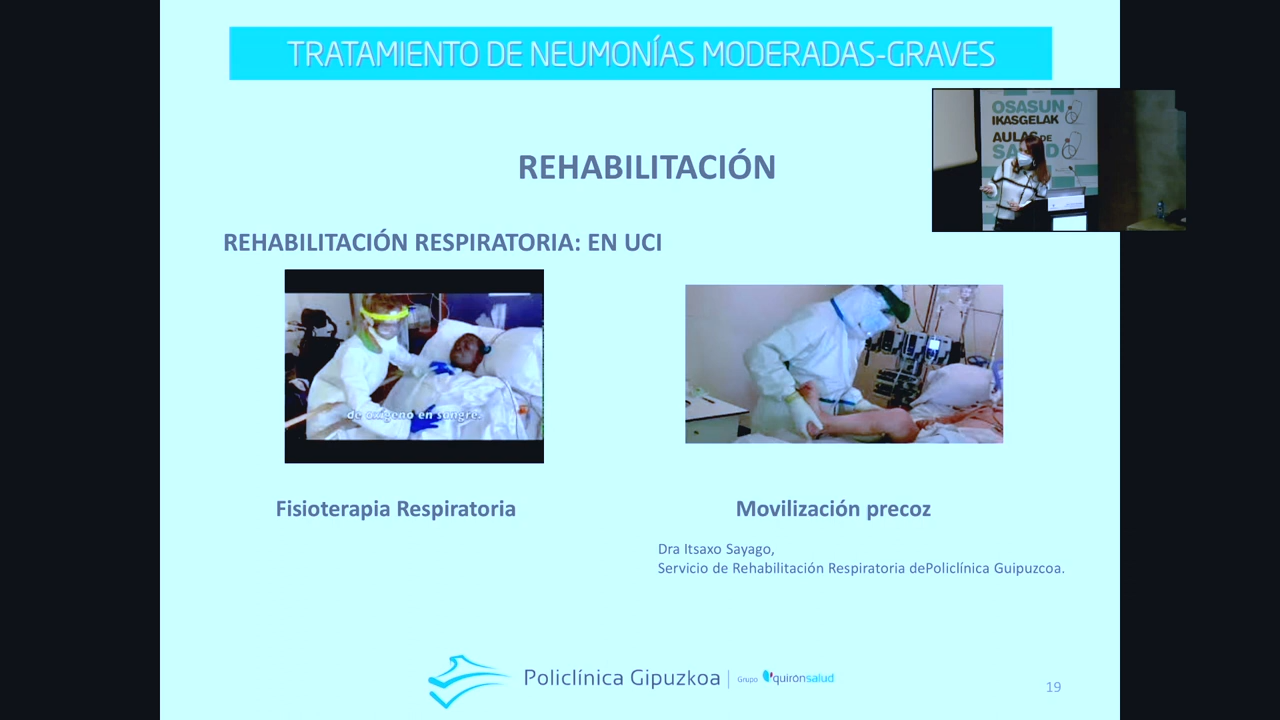 TRATAMIENTO DE NEUMONÍAS MODERADAS-GRAVES
OSASUN
IKASGELAK
AULAS DE
SALUD
REHABILITACIÓN
REHABILITACIÓN RESPIRATORIA: EN UCI
de oxígeno en sangre.
Fisioterapia Respiratoria
Movilización precoz
Dra Itsaxo Sayago,
Servicio de Rehabilitación Respiratoria dePoliclínica Guipuzcoa.
Policlínica Gipuzkoa
Grupo quirónsalud
19